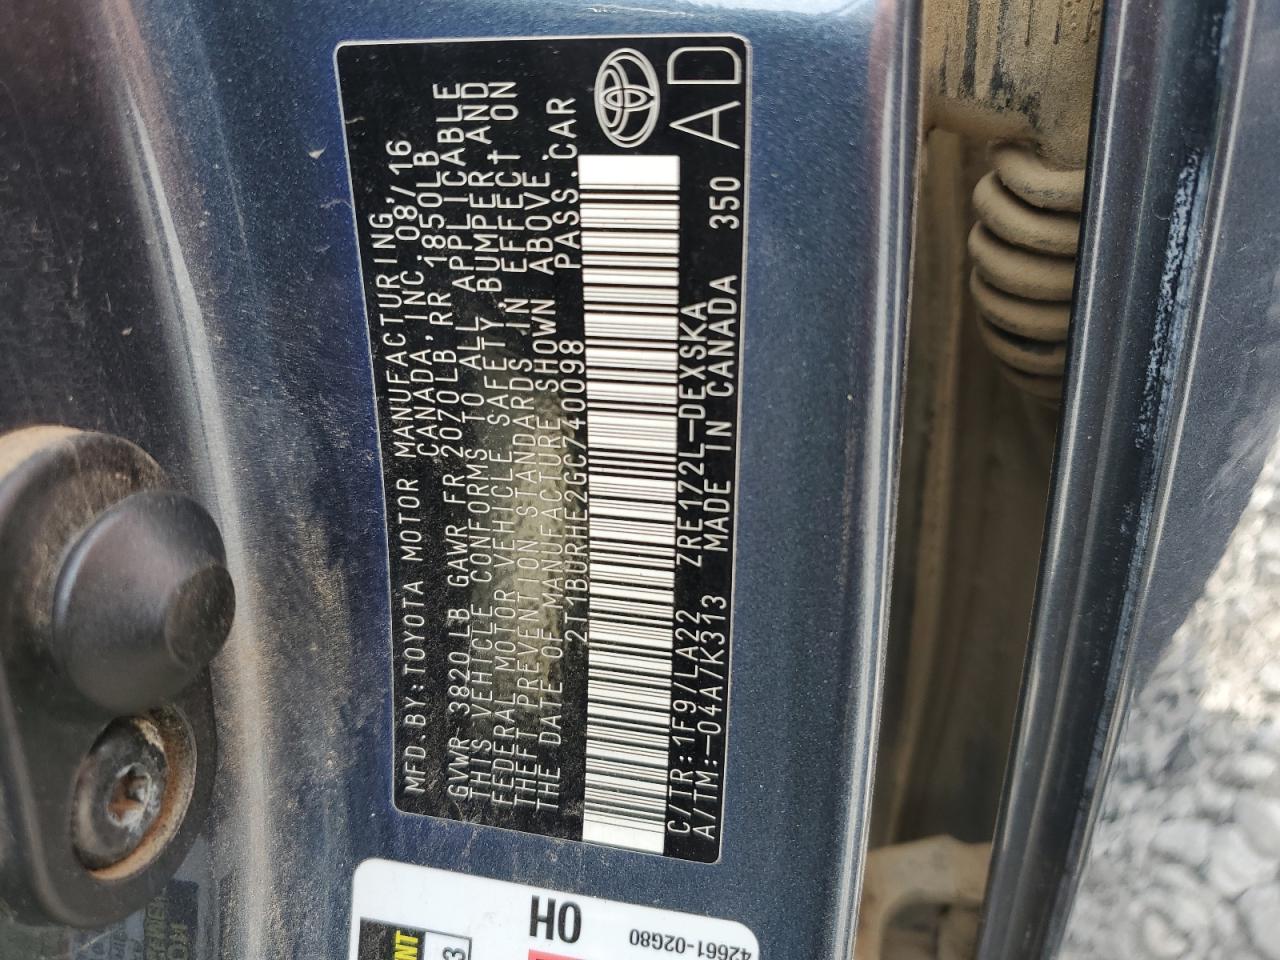 MFD.BY:TOYOTA MOTOR MANUFACTURING,
CANADA,INC. 08/16
GVWR 3820 LB GAWR FR 2070LB RR 1850LB
THIS VEHICLE CONFORMS TO ALL APPLICABLE
FEDERAL MOTOR VEHICLE SAFETY, BUMPER, AND
THEFT PREVENTION STANDARDS IN EFFECT ON
THE DATE OF MANUFACTURE SHOWN ABOVE.
2T1BURHE2GC740098 PASS.CAR
C/TR:1F9/LA22 ZRE172L-DEXSKA
A/TM:-04A/K313 MADE IN CANADA 350
AD
OH
42661-02G80